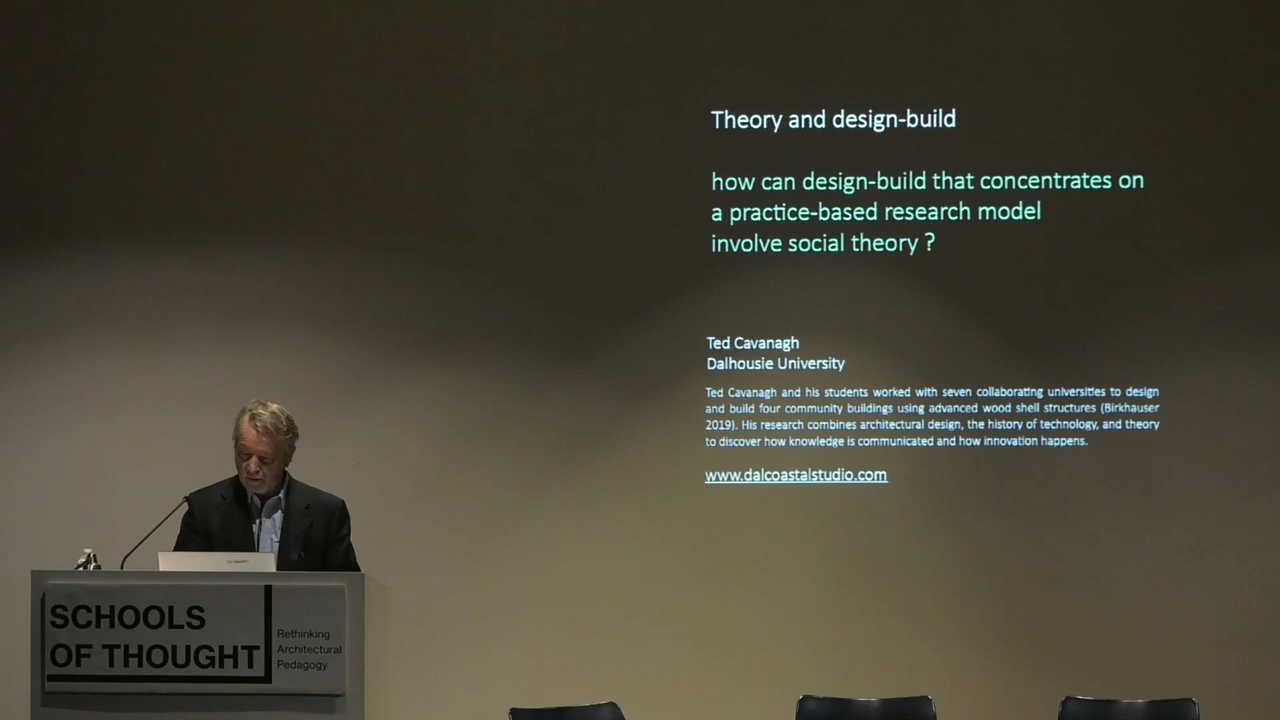 Theory and design-build
how can design-build that concentrates on
a practice-based research model
involve social theory ?
Ted Cavanagh
Dalhousie University
Ted Cavanagh and his students worked with seven collaborating universities to design
and build four community buildings using advanced wood shell structures (Birkhauser
2019). His research combines architectural design, the history of technology, and theory
to discover how knowledge is communicated and how innovation happens.
www.dalcoastalstudio.com
SCHOOLS
OF THOUGHT
Rethinking
Architectural
Pedagogy